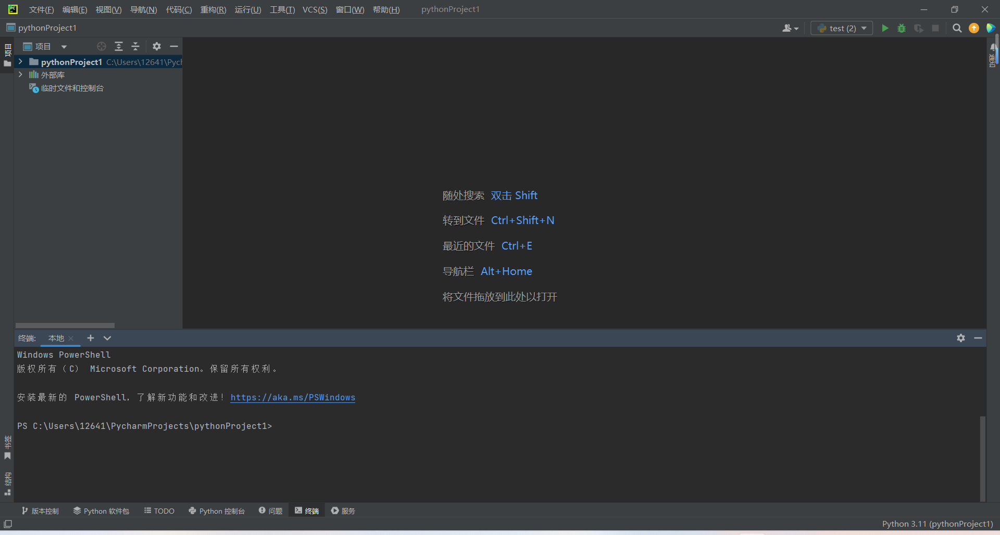 PC 文件(F) 编辑(E) 视图(V) 导航(N) 代码(C) 重构(R) 运行(U) 工具(T) VCS(S) 窗口(W) 帮助(H) pythonProject1
pythonProject1
test (2)
项目
项目
pythonProject1 C:\Users\12641\Pych
外部库
临时文件和控制台
通知
随处搜索 双击 Shift
转到文件 Ctrl+Shift+N
最近的文件 Ctrl+E
导航栏 Alt+Home
将文件拖放到此处以打开
终端: 本地
Windows PowerShell
版权所有（C） Microsoft Corporation。保留所有权利。
安装最新的 PowerShell，了解新功能和改进！https://aka.ms/PSWindows
PS C:\Users\12641\PycharmProjects\pythonProject1>
书签
结构
版本控制 Python 软件包 TODO Python 控制台 问题 终端 服务
Python 3.11 (pythonProject1)